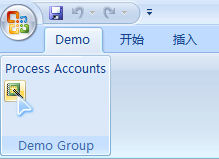 Demo 开始 插入
Process Accounts
Demo Group